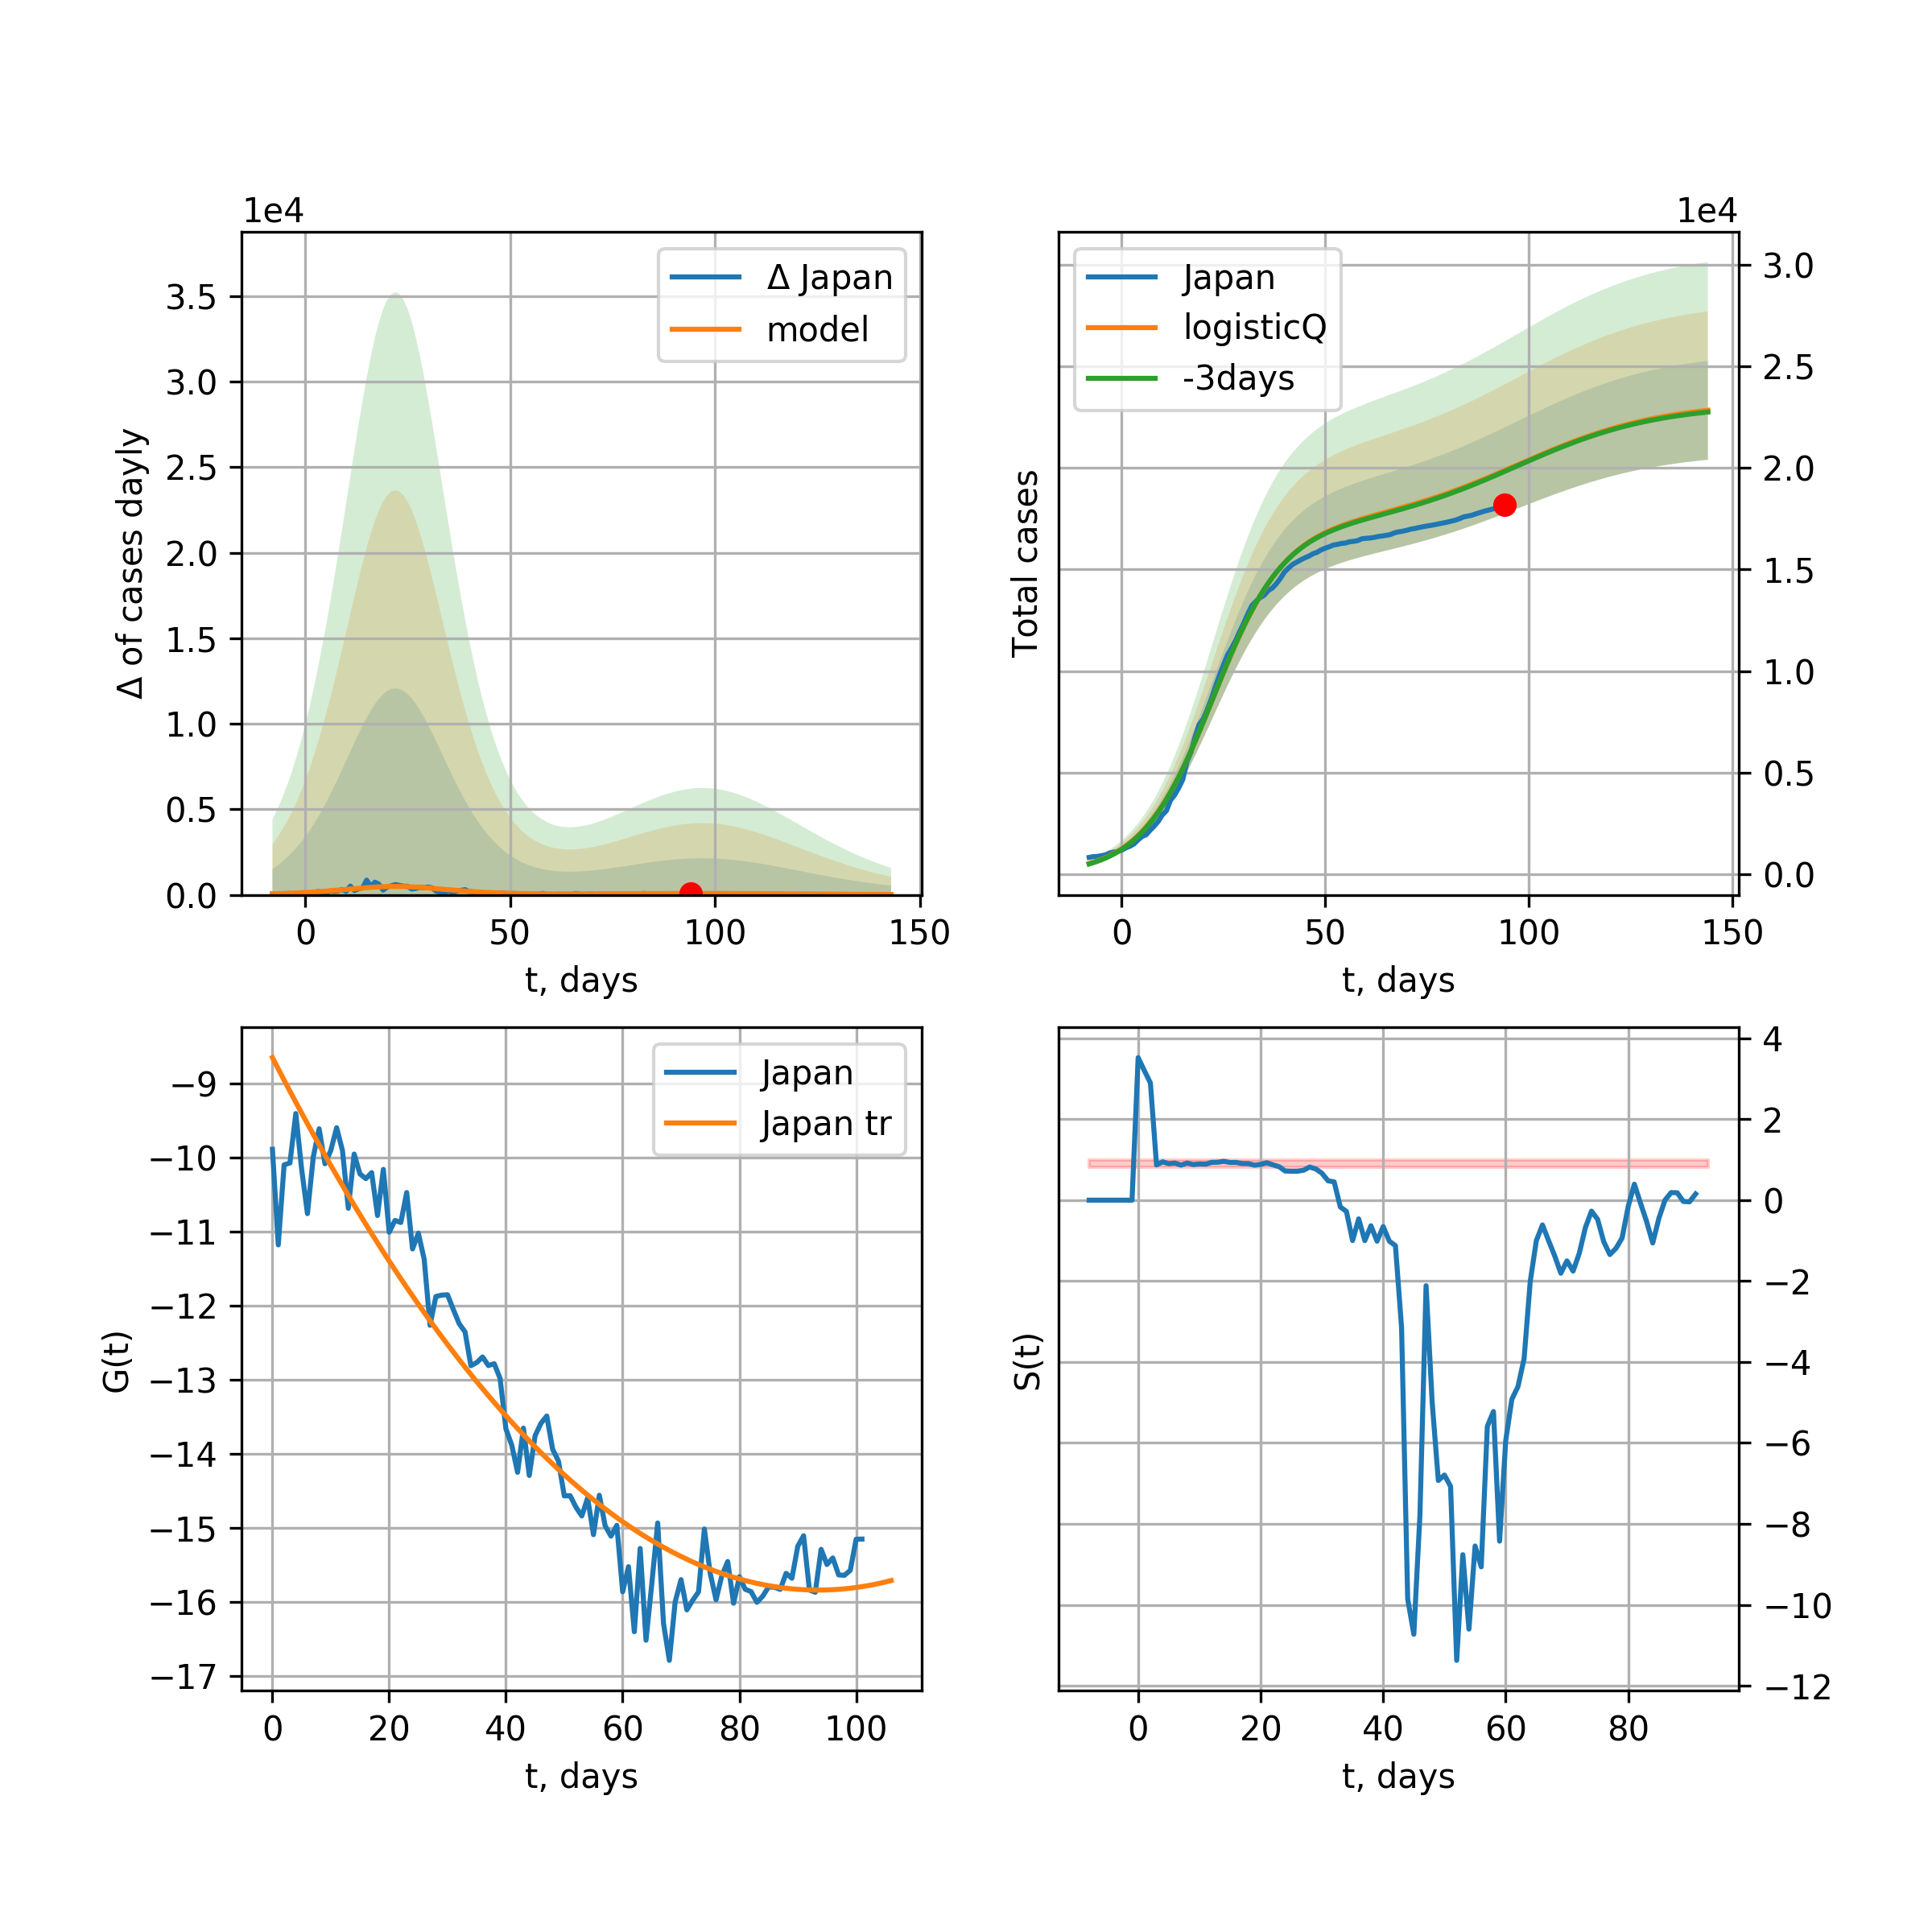 1e4
Δ of cases dayly
3.5
3.0
2.5
2.0
1.5
1.0
0.5
0.0
0 50 100 150
t, days
Δ Japan
model
1e4
Total cases
3.0
2.5
2.0
1.5
1.0
0.5
0.0
0 50 100 150
t, days
Japan
logisticQ
-3days
G(t)
−9
−10
−11
−12
−13
−14
−15
−16
−17
0 20 40 60 80 100
t, days
Japan
Japan tr
S(t)
4
2
0
−2
−4
−6
−8
−10
−12
0 20 40 60 80
t, days